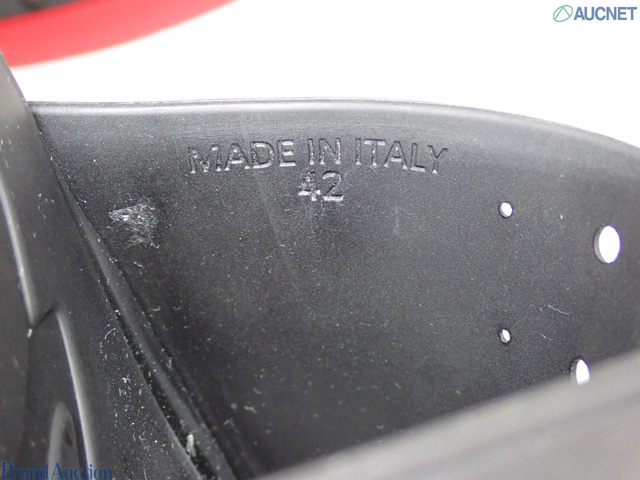 AUCNET
MADE IN ITALY
42
Brand Auction